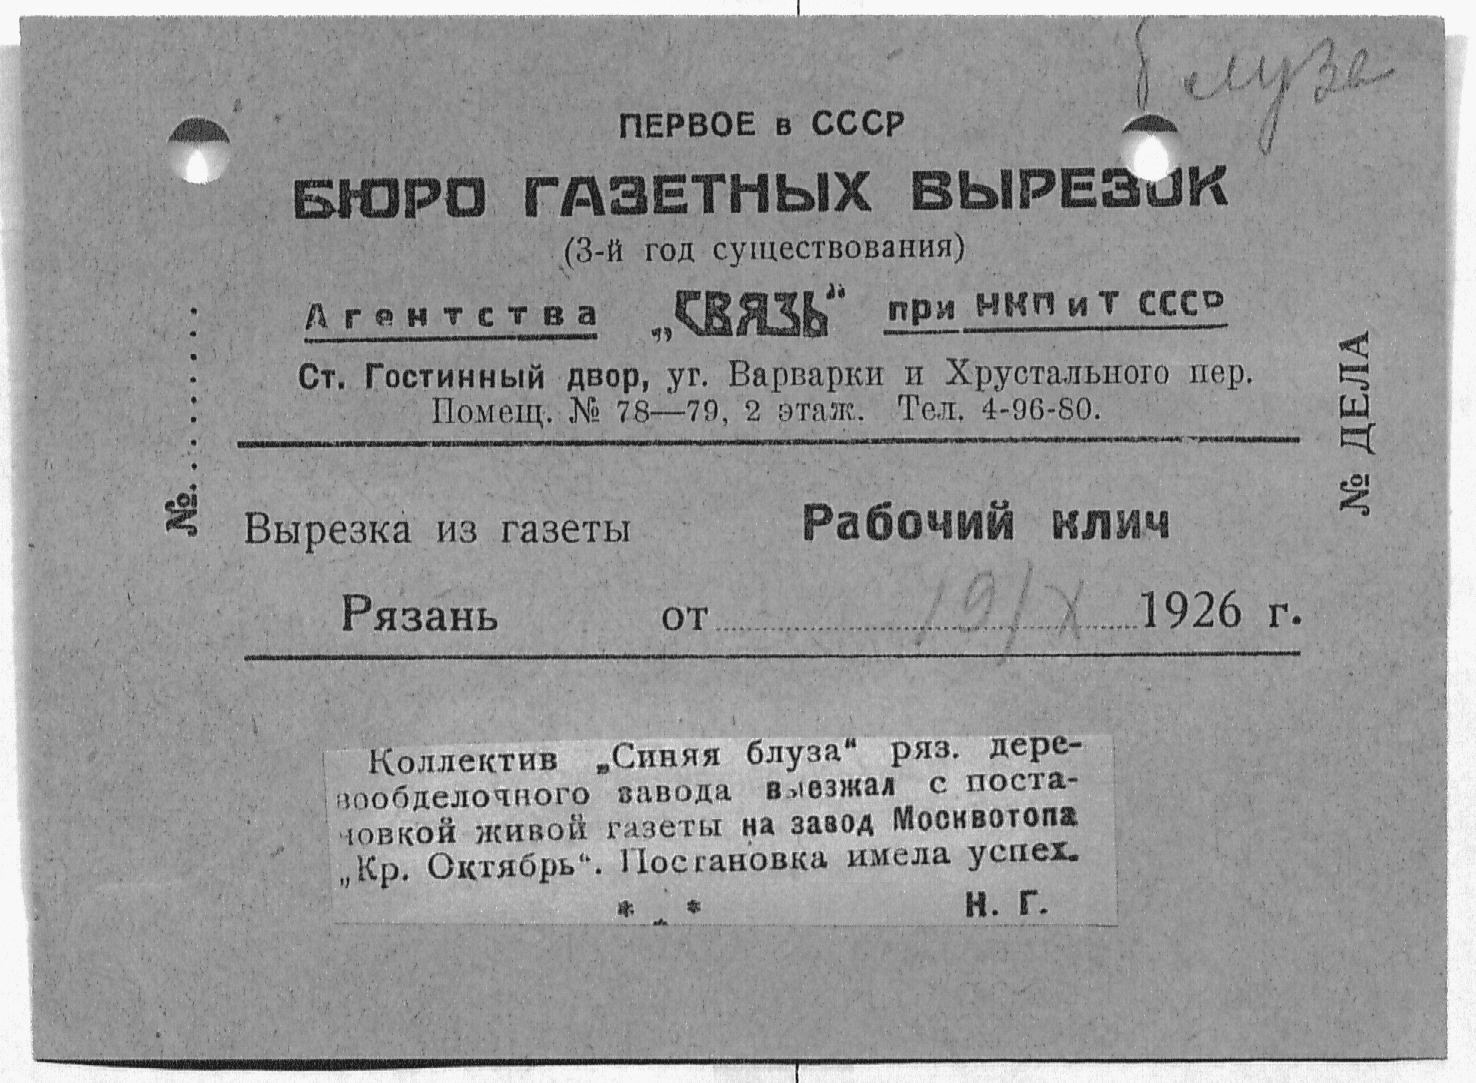 блуза
ПЕРВОЕ в СССР
БЮРО ГАЗЕТНЫХ ВЫРЕЗОК
(3-й год существования)
Агентства „СВЯЗЬ“ при НКП и Т СССР
Ст. Гостинный двор, уг. Варварки и Хрустального пер.
Помещ. № 78—79, 2 этаж. Тел. 4-96-80.
№
№ ДЕЛА
Вырезка из газеты Рабочий клич
Рязань от 19/X 1926 г.
Коллектив „Синяя блуза“ ряз. дере-
вообделочного завода выезжал с поста-
новкой живой газеты на завод Москвотопа
„Кр. Октябрь“. Постановка имела успех.
* * Н. Г.